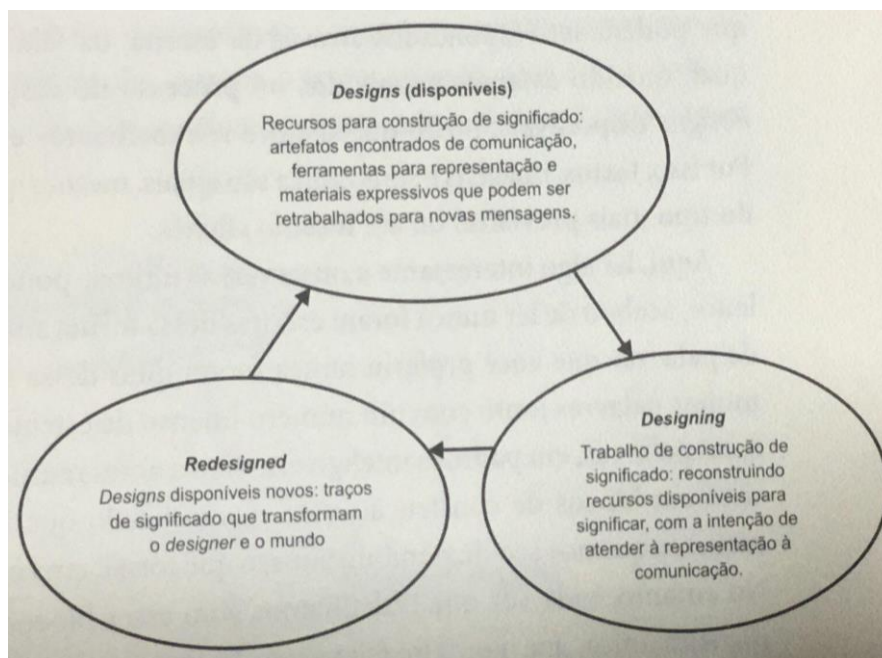 Designs (disponíveis)
Recursos para construção de significado:
artefatos encontrados de comunicação,
ferramentas para representação e
materiais expressivos que podem ser
retrabalhados para novas mensagens.
Designing
Trabalho de construção de
significado: reconstruindo
recursos disponíveis para
significar, com a intenção de
atender à representação à
comunicação.
Redesigned
Designs disponíveis novos: traços
de significado que transformam
o designer e o mundo